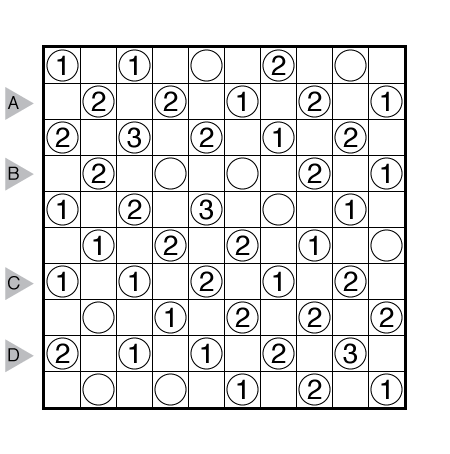 1 1 2
A 2 2 1 2 1
2 3 2 1 2
B 2 2 1
1 2 3 1
1 2 2 1
C 1 1 2 1 2
1 2 2 2
D 2 1 1 2 3
1 2 1